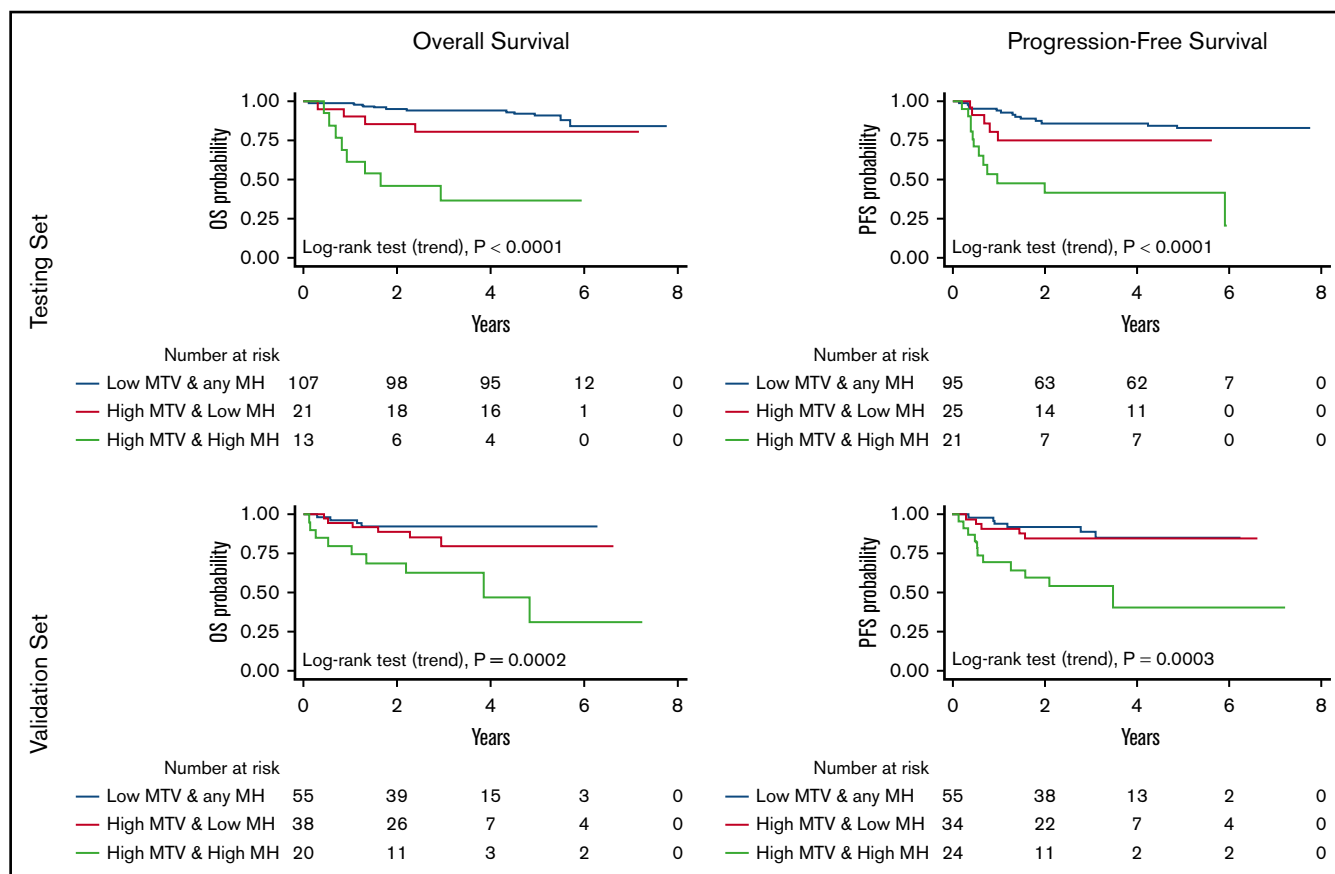 Overall Survival
Progression-Free Survival
Testing Set
OS probability
1.00
0.75
0.50
0.25
0.00
Log-rank test (trend), P < 0.0001
0 2 4 6 8
Years
Number at risk
Low MTV & any MH 107 98 95 12 0
High MTV & Low MH 21 18 16 1 0
High MTV & High MH 13 6 4 0 0
PFS probability
1.00
0.75
0.50
0.25
0.00
Log-rank test (trend), P < 0.0001
0 2 4 6 8
Years
Number at risk
Low MTV & any MH 95 63 62 7 0
High MTV & Low MH 25 14 11 0 0
High MTV & High MH 21 7 7 0 0
Validation Set
OS probability
1.00
0.75
0.50
0.25
0.00
Log-rank test (trend), P = 0.0002
0 2 4 6 8
Years
Number at risk
Low MTV & any MH 55 39 15 3 0
High MTV & Low MH 38 26 7 4 0
High MTV & High MH 20 11 3 2 0
PFS probability
1.00
0.75
0.50
0.25
0.00
Log-rank test (trend), P = 0.0003
0 2 4 6 8
Years
Number at risk
Low MTV & any MH 55 38 13 2 0
High MTV & Low MH 34 22 7 4 0
High MTV & High MH 24 11 2 2 0